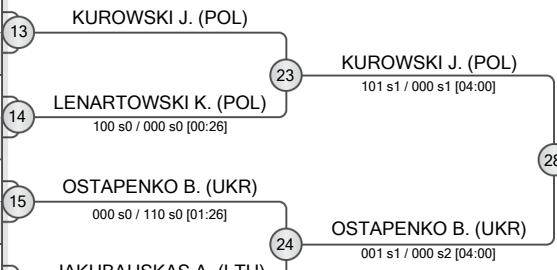 13
KUROWSKI J. (POL)
23
KUROWSKI J. (POL)
101 s1 / 000 s1 [04:00]
14
LENARTOWSKI K. (POL)
100 s0 / 000 s0 [00:26]
28
15
OSTAPENKO B. (UKR)
000 s0 / 110 s0 [01:26]
24
OSTAPENKO B. (UKR)
001 s1 / 000 s2 [04:00]
JAKUBAUSKAS A. (LTU)